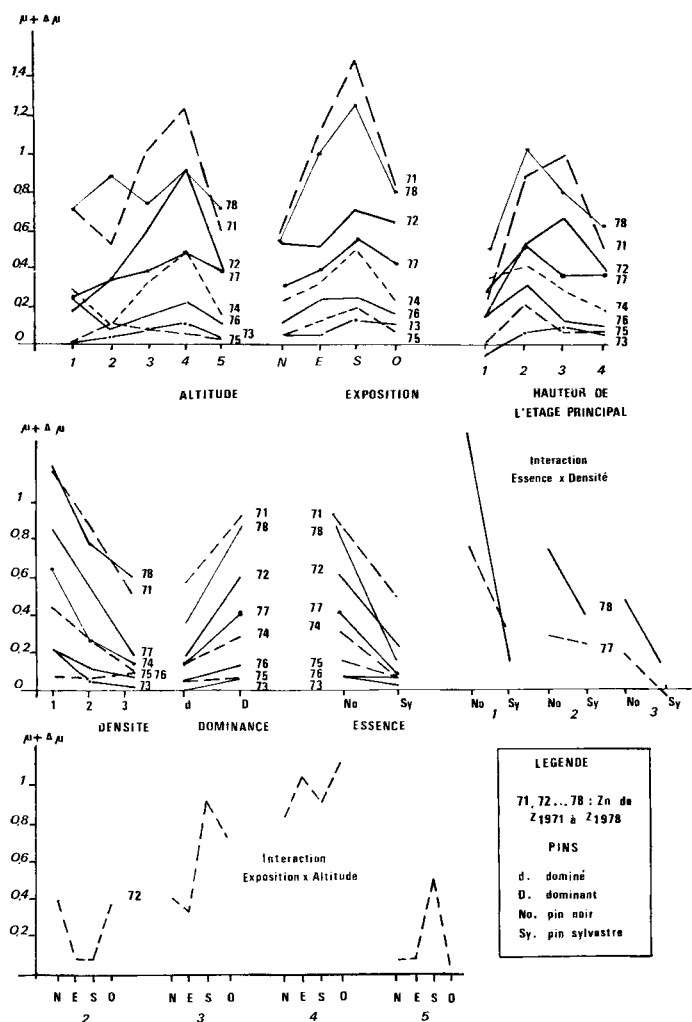 μ + Δ μ
1,4
1,2
1
0,8
0,6
0,4
0,2
0
1 2 3 4 5
78
71
72
77
74
76
73
75
ALTITUDE
N E S O
71
78
72
77
74
76
73
75
EXPOSITION
1 2 3 4
78
71
72
77
74
76
75
73
HAUTEUR DE
L'ETAGE PRINCIPAL
μ + Δ μ
1
0,8
0,6
0,4
0,2
0
1 2 3
78
71
77
74
75 76
73
DENSITE
d D
71
78
72
77
74
76
75
73
DOMINANCE
71
78
72
77
74
75
76
73
No Sy
ESSENCE
Interaction
Essence x Densité
78
77
No Sy No Sy No Sy
1 2 3
μ + Δ μ
1
0,8
0,6
0,4
0,2
72
Interaction
Exposition x Altitude
N E S O N E S O N E S O N E S O
2 3 4 5
LEGENDE
71, 72 ... 78 : Zn de
Z1971 à Z1978
PINS
d. dominé
D. dominant
No. pin noir
Sy. pin sylvestre